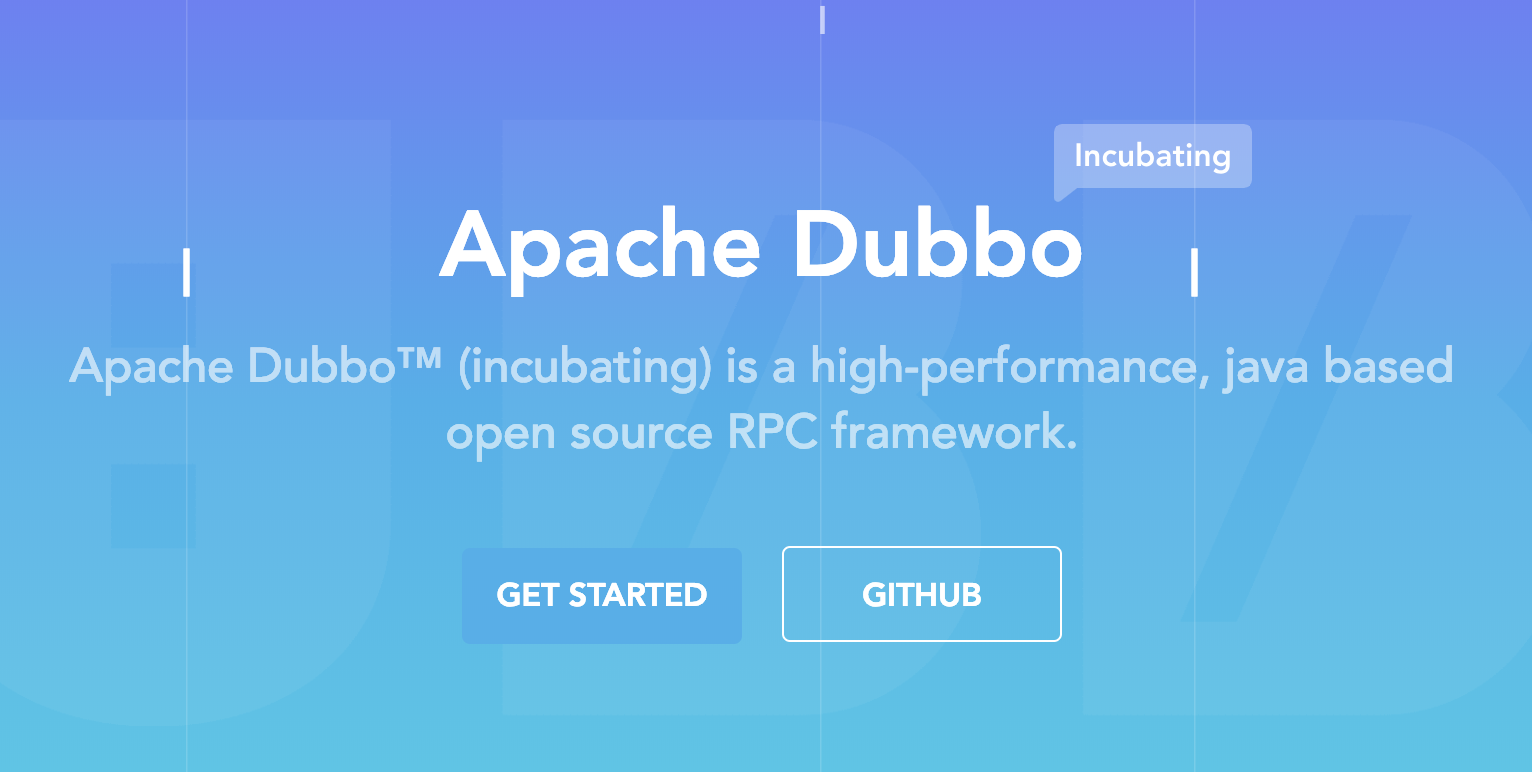 Incubating
Apache Dubbo
Apache Dubbo™ (incubating) is a high-performance, java based
open source RPC framework.
GET STARTED
GITHUB